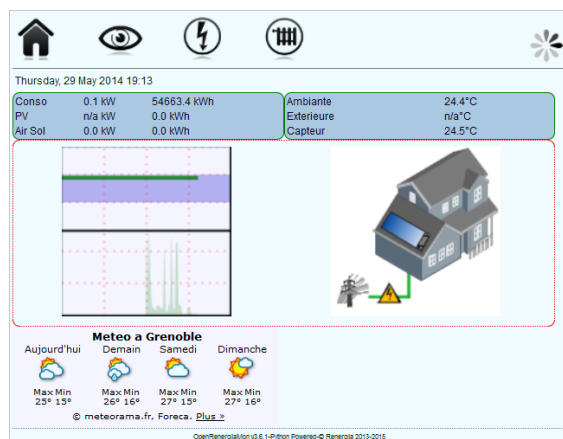 Thursday, 29 May 2014 19:13
Conso 0.1 kW 54663.4 kWh Ambiante 24.4°C
PV n/a kW 0.0 kWh Exterieure n/a°C
Air Sol 0.0 kW 0.0 kWh Capteur 24.5°C
Meteo a Grenoble
Aujourd'hui Demain Samedi Dimanche
Max Min Max Min Max Min Max Min
25° 15° 26° 16° 27° 15° 27° 16°
© meteorama.fr, Foreca. Plus »
OpenRenergiaMon v3.6.1-Python Powered-© Renergia 2013-2015